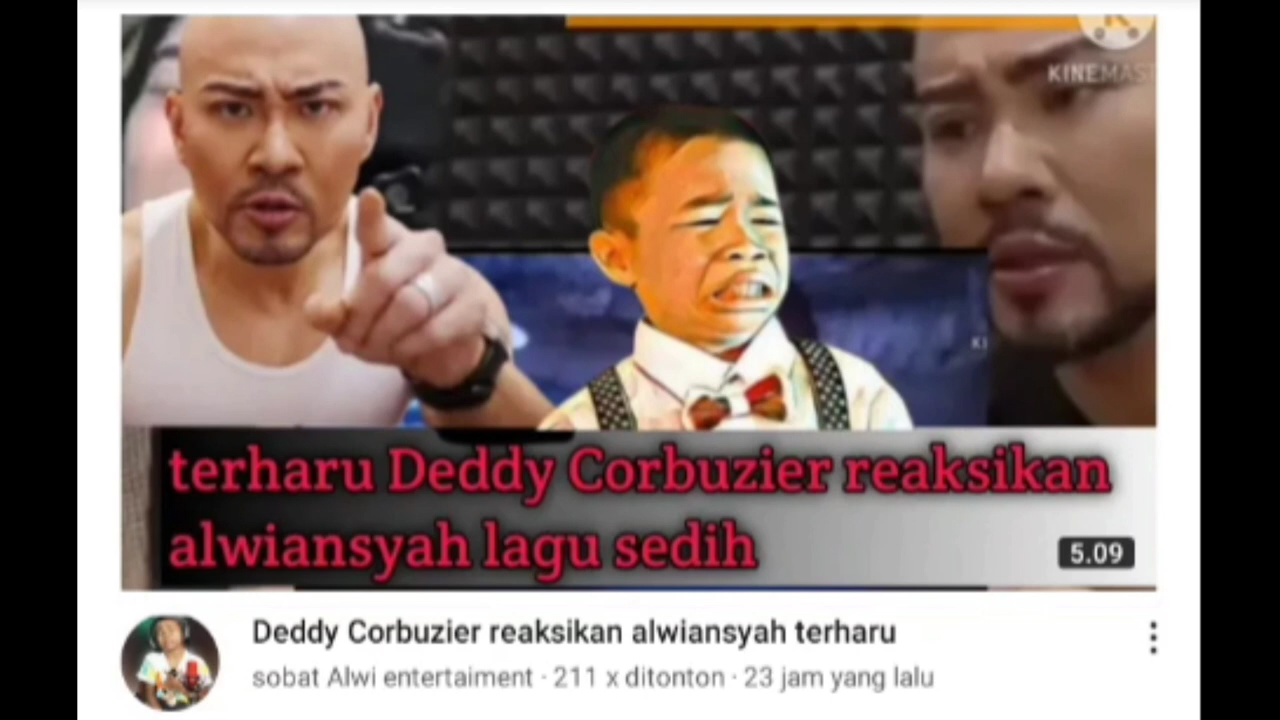 KINEMAS
terharu Deddy Corbuzier reaksikan
alwiansyah lagu sedih
5.09
Deddy Corbuzier reaksikan alwiansyah terharu
sobat Alwi entertaiment · 211 x ditonton · 23 jam yang lalu